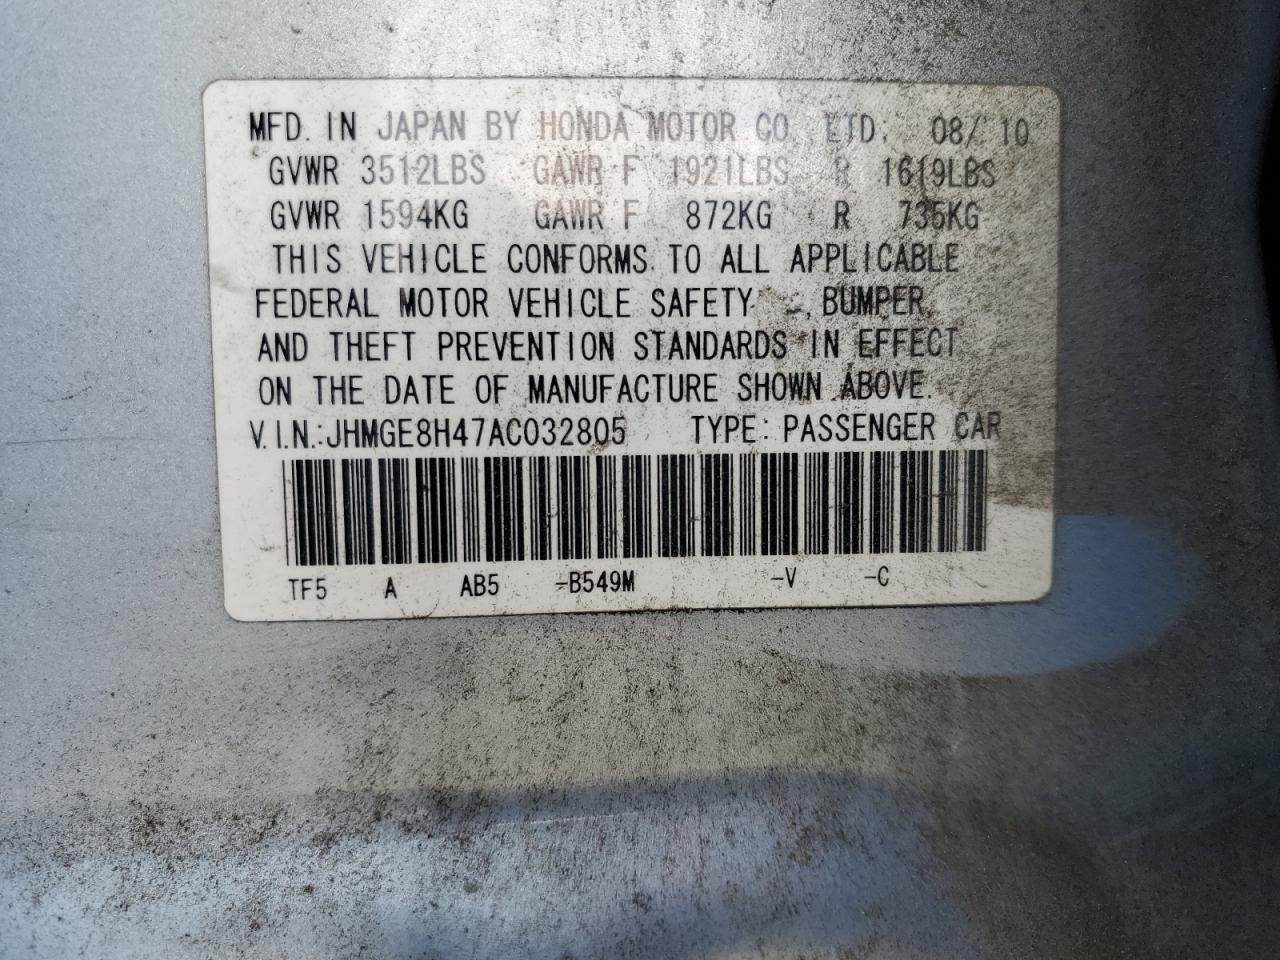 MFD. IN JAPAN BY HONDA MOTOR CO., LTD. 08/ 10
GVWR 3512LBS GAWR F 1921LBS R 1619LBS
GVWR 1594KG GAWR F 872KG R 735KG
THIS VEHICLE CONFORMS TO ALL APPLICABLE
FEDERAL MOTOR VEHICLE SAFETY , BUMPER,
AND THEFT PREVENTION STANDARDS IN EFFECT
ON THE DATE OF MANUFACTURE SHOWN ABOVE.
V.I.N.:JHMGE8H47AC032805 TYPE: PASSENGER CAR
TF5 A AB5 -B549M -V -C